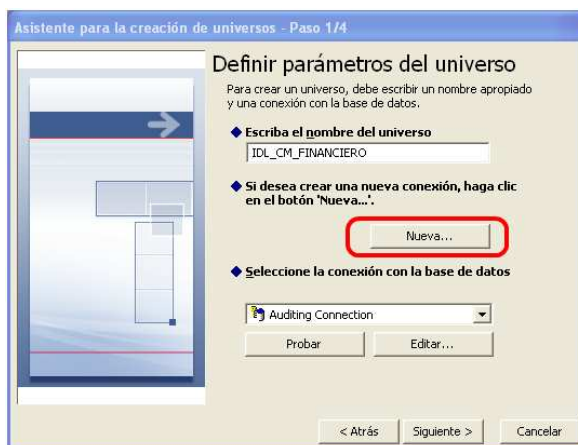 Asistente para la creación de universos - Paso 1/4
Definir parámetros del universo
Para crear un universo, debe escribir un nombre apropiado
y una conexión con la base de datos.
Escriba el nombre del universo
IDL_CM_FINANCIERO
Si desea crear una nueva conexión, haga clic
en el botón 'Nueva...'.
Nueva...
Seleccione la conexión con la base de datos
Auditing Connection
Probar Editar...
< Atrás Siguiente > Cancelar